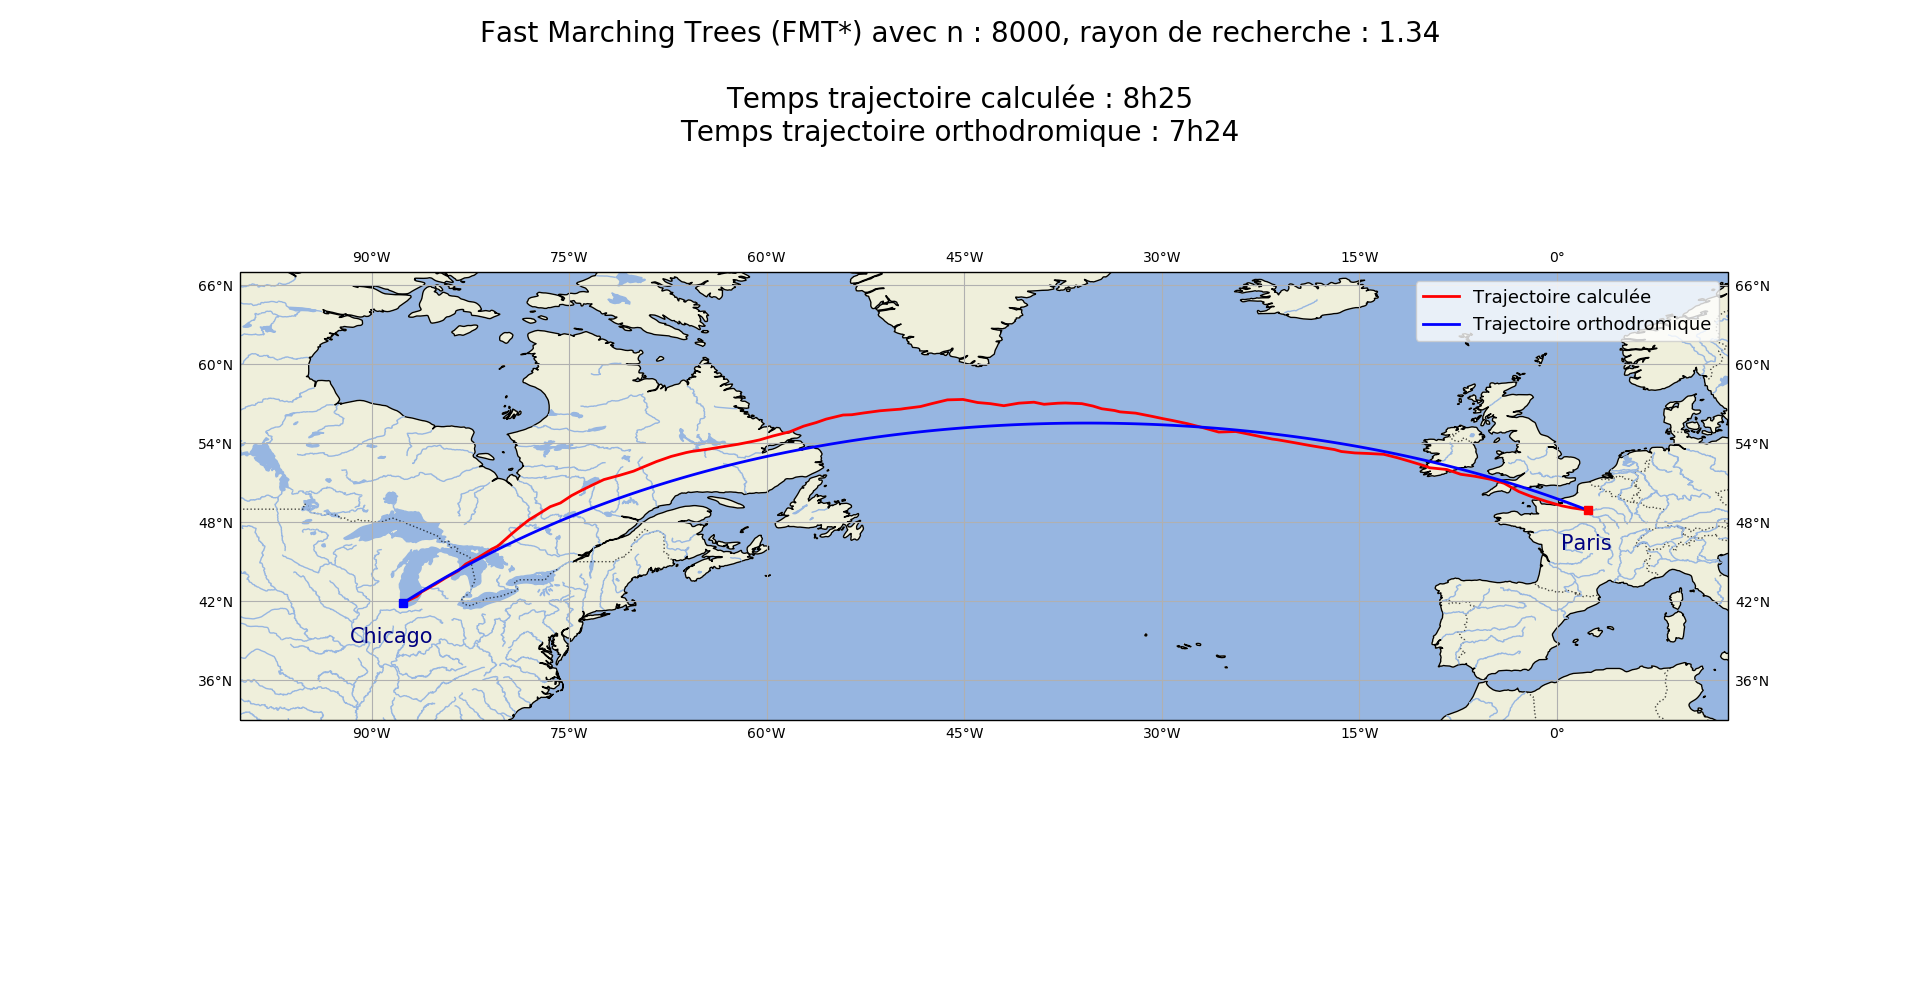 Fast Marching Trees (FMT*) avec n : 8000, rayon de recherche : 1.34
Temps trajectoire calculée : 8h25
Temps trajectoire orthodromique : 7h24
90°W 75°W 60°W 45°W 30°W 15°W 0°
66°N 66°N
Trajectoire calculée
Trajectoire orthodromique
60°N 60°N
54°N 54°N
48°N 48°N
Paris
42°N 42°N
Chicago
36°N 36°N
90°W 75°W 60°W 45°W 30°W 15°W 0°